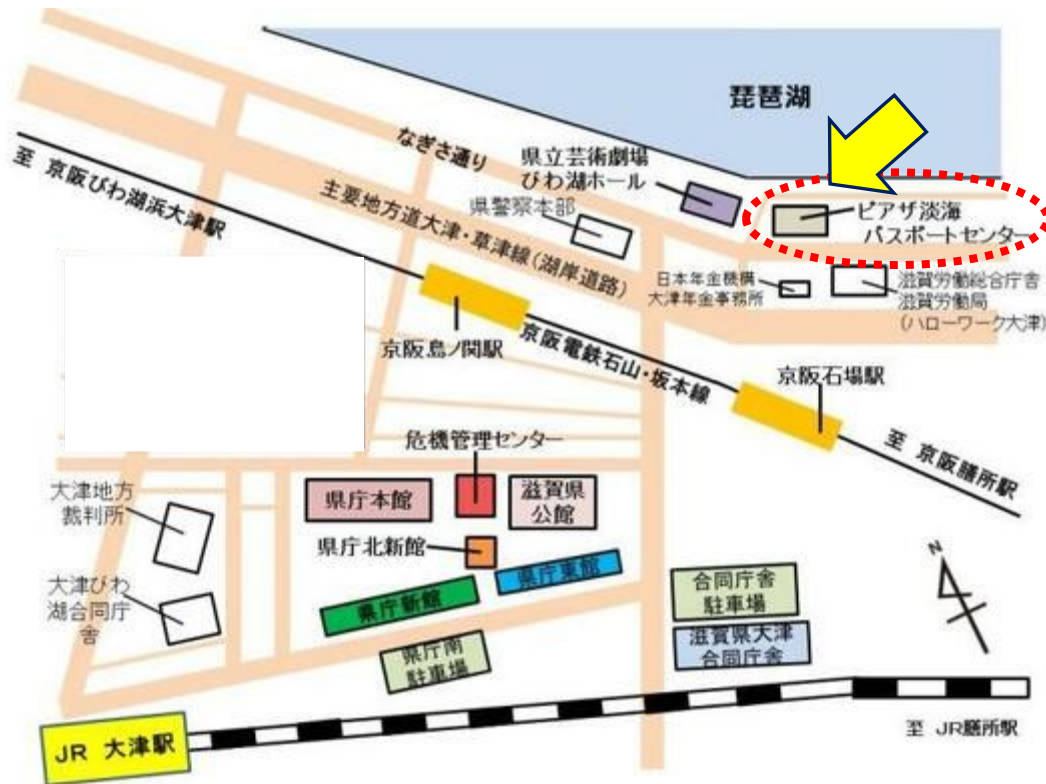 琵琶湖
なぎさ通り
県立芸術劇場
びわ湖ホール
至 京阪びわ湖浜大津駅
主要地方道大津・草津線(湖岸道路)
県警察本部
ピアザ淡海
パスポートセンター
日本年金機構
大津年金事務所
滋賀労働総合庁舎
滋賀労働局
(ハローワーク大津)
京阪島ノ関駅
京阪電鉄石山・坂本線
京阪石場駅
至 京阪膳所駅
危機管理センター
大津地方
裁判所
県庁本館
滋賀県
公館
県庁北新館
県庁東館
県庁新館
大津びわ
湖合同庁
舎
合同庁舎
駐車場
滋賀県大津
合同庁舎
県庁南
駐車場
N
JR 大津駅
至 JR膳所駅